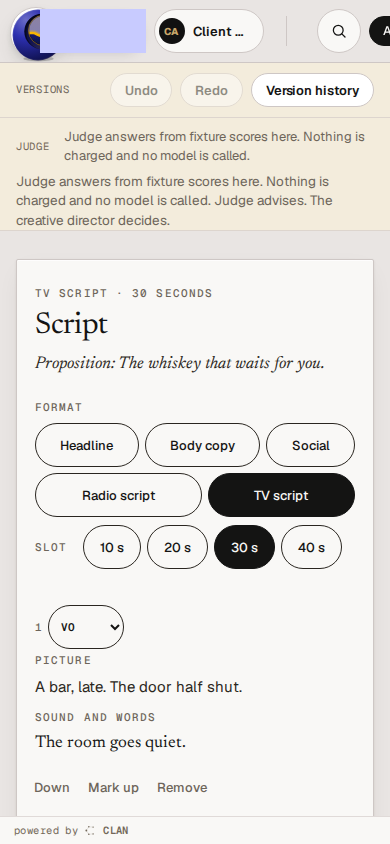 CA Client ...
A
VERSIONS Undo Redo Version history
JUDGE Judge answers from fixture scores here. Nothing is
charged and no model is called.
Judge answers from fixture scores here. Nothing is
charged and no model is called. Judge advises. The
creative director decides.
TV SCRIPT · 30 SECONDS
Script
Proposition: The whiskey that waits for you.
FORMAT
Headline Body copy Social
Radio script TV script
SLOT 10 s 20 s 30 s 40 s
1 VO
PICTURE
A bar, late. The door half shut.
SOUND AND WORDS
The room goes quiet.
Down Mark up Remove
powered by CLAN